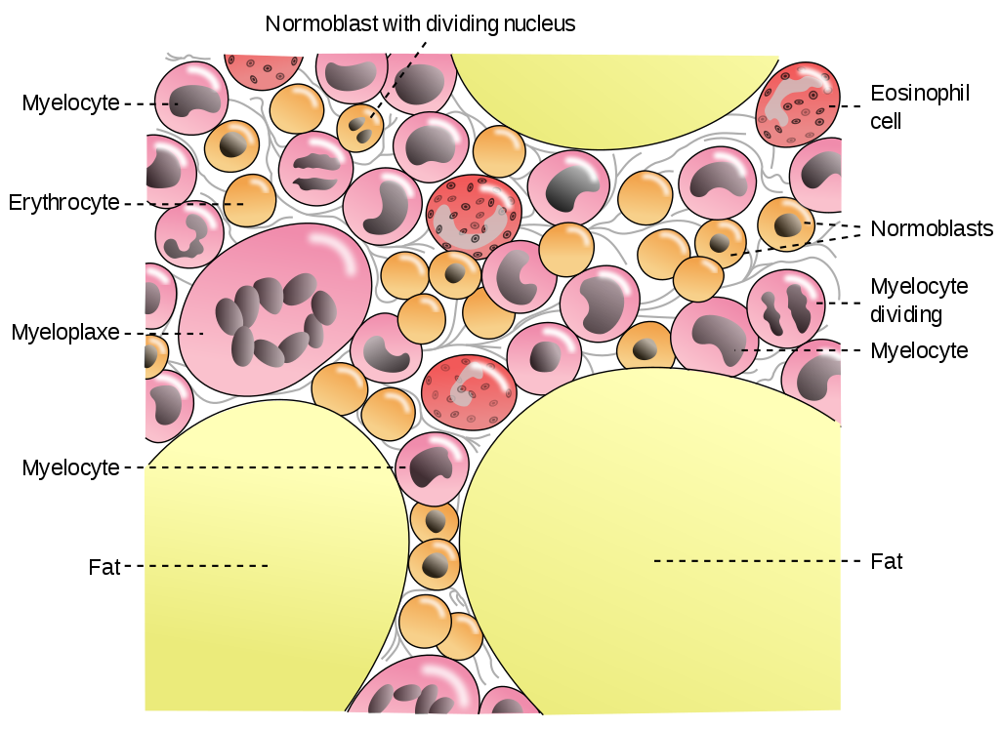 Normoblast with dividing nucleus
Myelocyte
Eosinophil
cell
Erythrocyte
Normoblasts
Myelocyte
dividing
Myeloplaxe
Myelocyte
Myelocyte
Fat
Fat